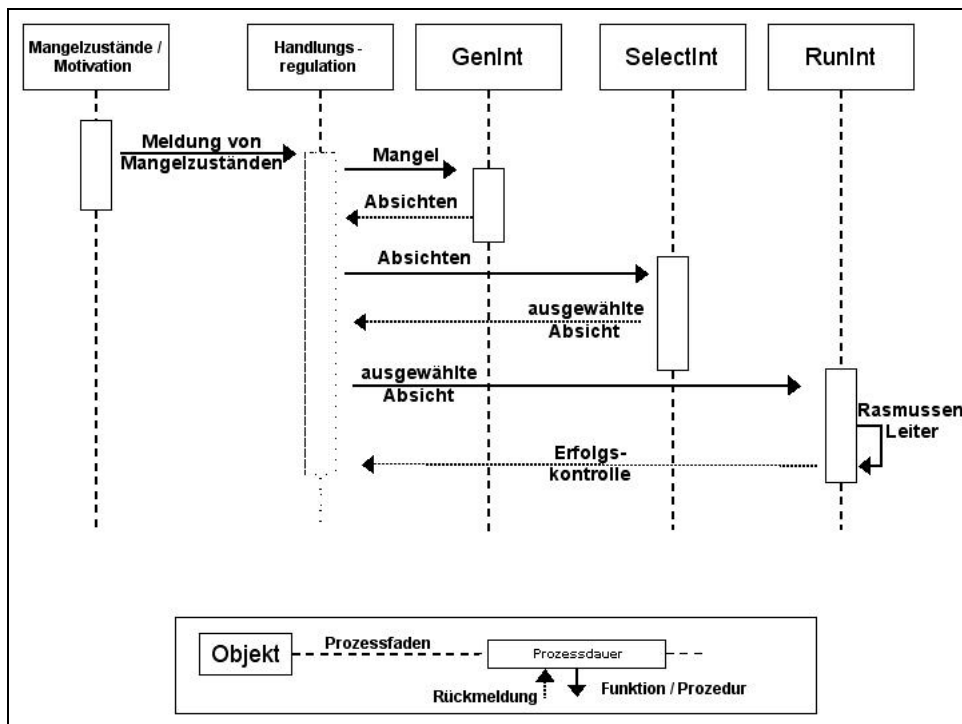 Mangelzustände /
Motivation
Handlungs -
regulation
GenInt
SelectInt
RunInt
Meldung von
Mangelzuständen
Mangel
Absichten
Absichten
ausgewählte
Absicht
ausgewählte
Absicht
Rasmussen
Leiter
Erfolgs-
kontrolle
Objekt
Prozessfaden
Prozessdauer
Rückmeldung
Funktion / Prozedur